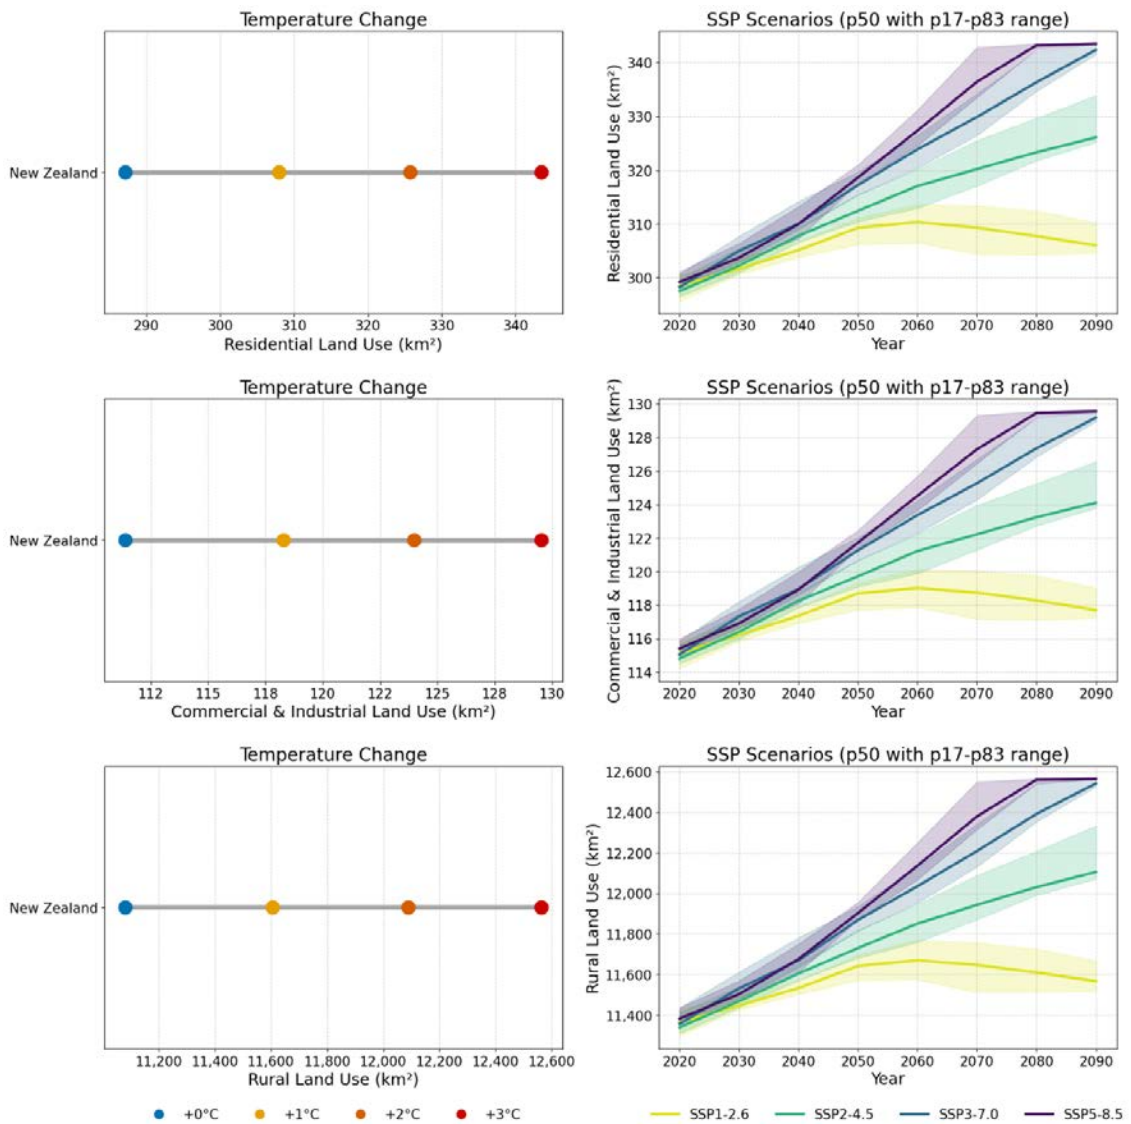 Temperature Change
New Zealand
290 300 310 320 330 340
Residential Land Use (km²)
SSP Scenarios (p50 with p17-p83 range)
Residential Land Use (km²)
340
330
320
310
300
2020 2030 2040 2050 2060 2070 2080 2090
Year
Temperature Change
New Zealand
112 115 118 120 122 125 128 130
Commercial & Industrial Land Use (km²)
SSP Scenarios (p50 with p17-p83 range)
Commercial & Industrial Land Use (km²)
130
128
126
124
122
120
118
116
114
2020 2030 2040 2050 2060 2070 2080 2090
Year
Temperature Change
New Zealand
11,200 11,400 11,600 11,800 12,000 12,200 12,400 12,600
Rural Land Use (km²)
SSP Scenarios (p50 with p17-p83 range)
Rural Land Use (km²)
12,600
12,400
12,200
12,000
11,800
11,600
11,400
2020 2030 2040 2050 2060 2070 2080 2090
Year
+0°C +1°C +2°C +3°C
SSP1-2.6 SSP2-4.5 SSP3-7.0 SSP5-8.5